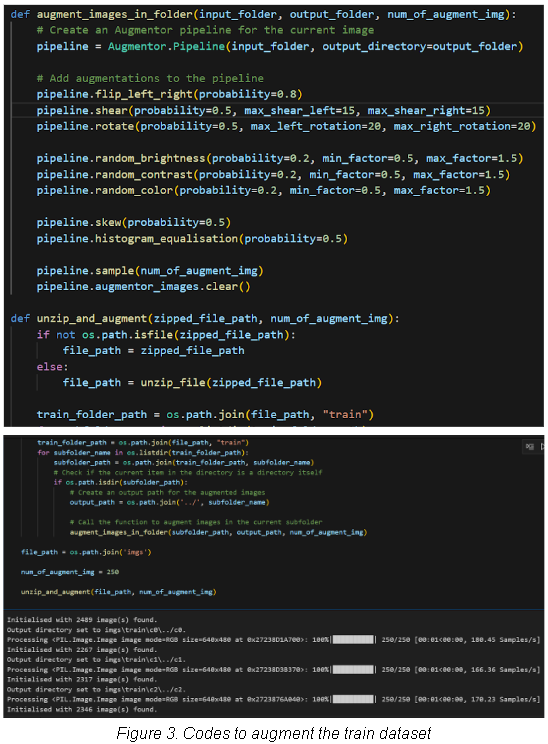 def augment_images_in_folder(input_folder, output_folder, num_of_augment_img):
    # Create an Augmentor pipeline for the current image
    pipeline = Augmentor.Pipeline(input_folder, output_directory=output_folder)

    # Add augmentations to the pipeline
    pipeline.flip_left_right(probability=0.8)
    pipeline.shear(probability=0.5, max_shear_left=15, max_shear_right=15)
    pipeline.rotate(probability=0.5, max_left_rotation=20, max_right_rotation=20)

    pipeline.random_brightness(probability=0.2, min_factor=0.5, max_factor=1.5)
    pipeline.random_contrast(probability=0.2, min_factor=0.5, max_factor=1.5)
    pipeline.random_color(probability=0.2, min_factor=0.5, max_factor=1.5)

    pipeline.skew(probability=0.5)
    pipeline.histogram_equalisation(probability=0.5)

    pipeline.sample(num_of_augment_img)
    pipeline.augmentor_images.clear()

def unzip_and_augment(zipped_file_path, num_of_augment_img):
    if not os.path.isfile(zipped_file_path):
        file_path = zipped_file_path
    else:
        file_path = unzip_file(zipped_file_path)

    train_folder_path = os.path.join(file_path, "train")
    train_folder_path = os.path.join(file_path, "train")
    for subfolder_name in os.listdir(train_folder_path):
        subfolder_path = os.path.join(train_folder_path, subfolder_name)
        # Check if the current item in the directory is a directory itself
        if os.path.isdir(subfolder_path):
            # Create an output path for the augmented images
            output_path = os.path.join('../', subfolder_name)

            # Call the function to augment images in the current subfolder
            augment_images_in_folder(subfolder_path, output_path, num_of_augment_img)

file_path = os.path.join('imgs')

num_of_augment_img = 250

unzip_and_augment(file_path, num_of_augment_img)

Initialised with 2489 image(s) found.
Output directory set to imgs\train\c0\../c0.
Processing <PIL.Image.Image image mode=RGB size=640x480 at 0x27238D1A700>: 100%|██████████| 250/250 [00:01<00:00, 180.45 Samples/s]
Initialised with 2267 image(s) found.
Output directory set to imgs\train\c1\../c1.
Processing <PIL.Image.Image image mode=RGB size=640x480 at 0x27238D38370>: 100%|██████████| 250/250 [00:01<00:00, 166.36 Samples/s]
Initialised with 2317 image(s) found.
Output directory set to imgs\train\c2\../c2.
Processing <PIL.Image.Image image mode=RGB size=640x480 at 0x2723876A040>: 100%|██████████| 250/250 [00:01<00:00, 170.23 Samples/s]
Initialised with 2346 image(s) found.
Figure 3. Codes to augment the train dataset